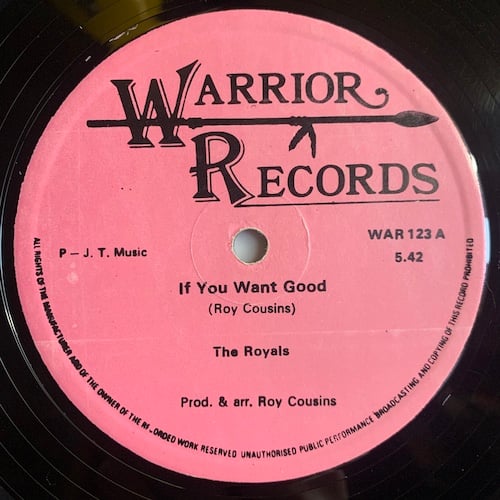 WARRIOR
RECORDS
WAR 123 A
P – J. T. Music
5.42
If You Want Good
(Roy Cousins)
The Royals
Prod. & arr. Roy Cousins
ALL RIGHTS OF THE MANUFACTURER AND OF THE OWNER OF THE RECORDED WORK RESERVED UNAUTHORISED PUBLIC PERFORMANCE BROADCASTING AND COPYING OF THIS RECORD PROHIBITED